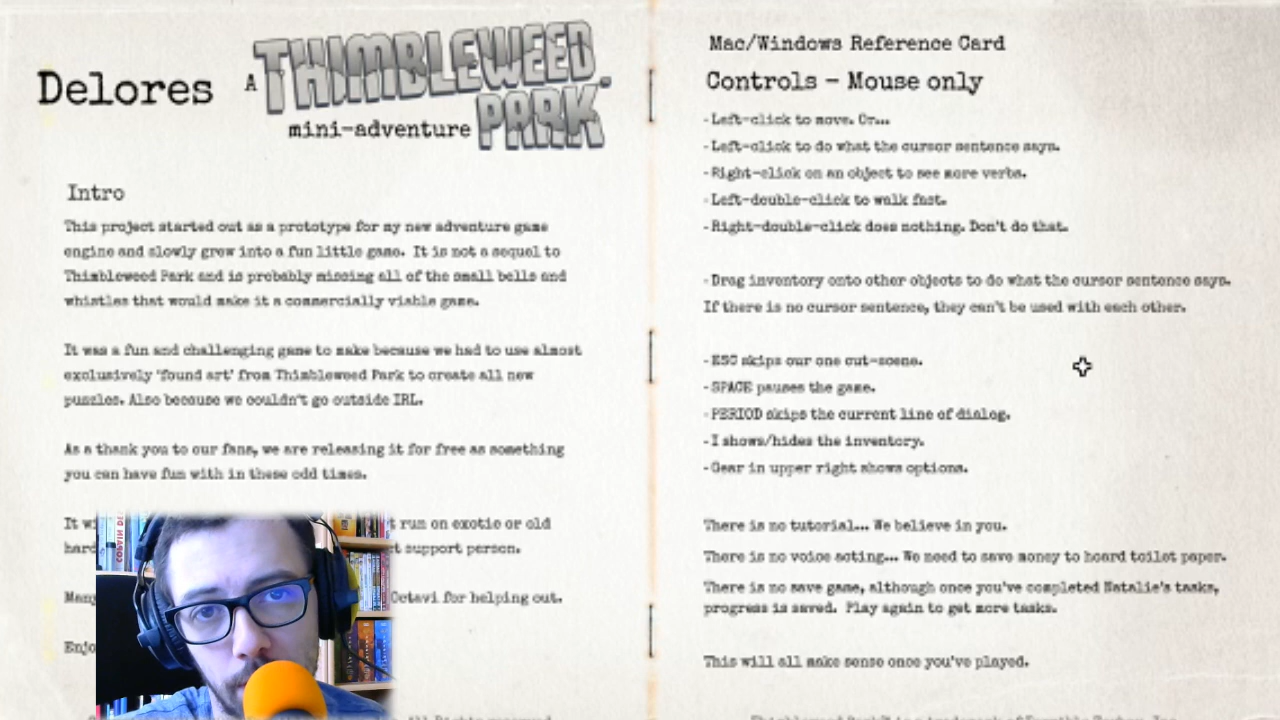 Delores
A THIMBLEWEED PARK
mini-adventure
Intro
This project started out as a prototype for my new adventure game
engine and slowly grew into a fun little game.  It is not a sequel to
Thimbleweed Park and is probably missing all of the small bells and
whistles that would make it a commercially viable game.
It was a fun and challenging game to make because we had to use almost
exclusively 'found art' from Thimbleweed Park to create all new
puzzles. Also because we couldn't go outside IRL.
As a thank you to our fans, we are releasing it for free as something
you can have fun with in these odd times.
It
run on exotic or old
support person.
Octavi for helping out.
Mac/Windows Reference Card
Controls - Mouse only
-Left-click to move. Or...
-Left-click to do what the cursor sentence says.
-Right-click on an object to see more verbs.
-Left-double-click to walk fast.
-Right-double-click does nothing. Don't do that.
-Drag inventory onto other objects to do what the cursor sentence says.
If there is no cursor sentence, they can't be used with each other.
-ESC skips our one cut-scene.
-SPACE pauses the game.
-PERIOD skips the current line of dialog.
-I shows/hides the inventory.
-Gear in upper right shows options.
There is no tutorial... We believe in you.
There is no voice acting... We need to save money to hoard toilet paper.
There is no save game, although once you've completed Natalie's tasks,
progress is saved.  Play again to get more tasks.
This will all make sense once you've played.